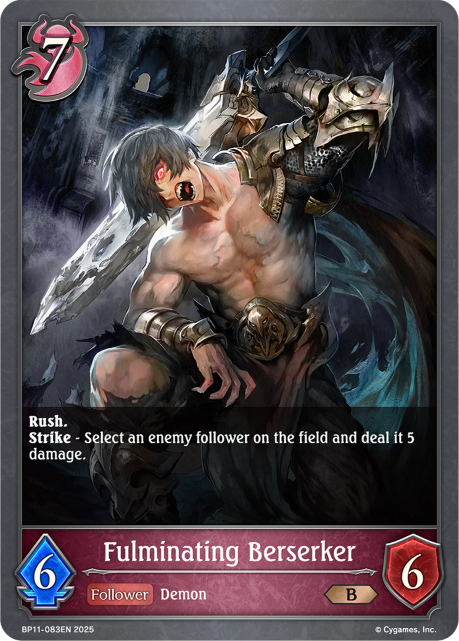 7
Rush.
Strike - Select an enemy follower on the field and deal it 5
damage.
Fulminating Berserker
6
Follower Demon
B
6
BP11-083EN 2025
© Cygames, Inc.